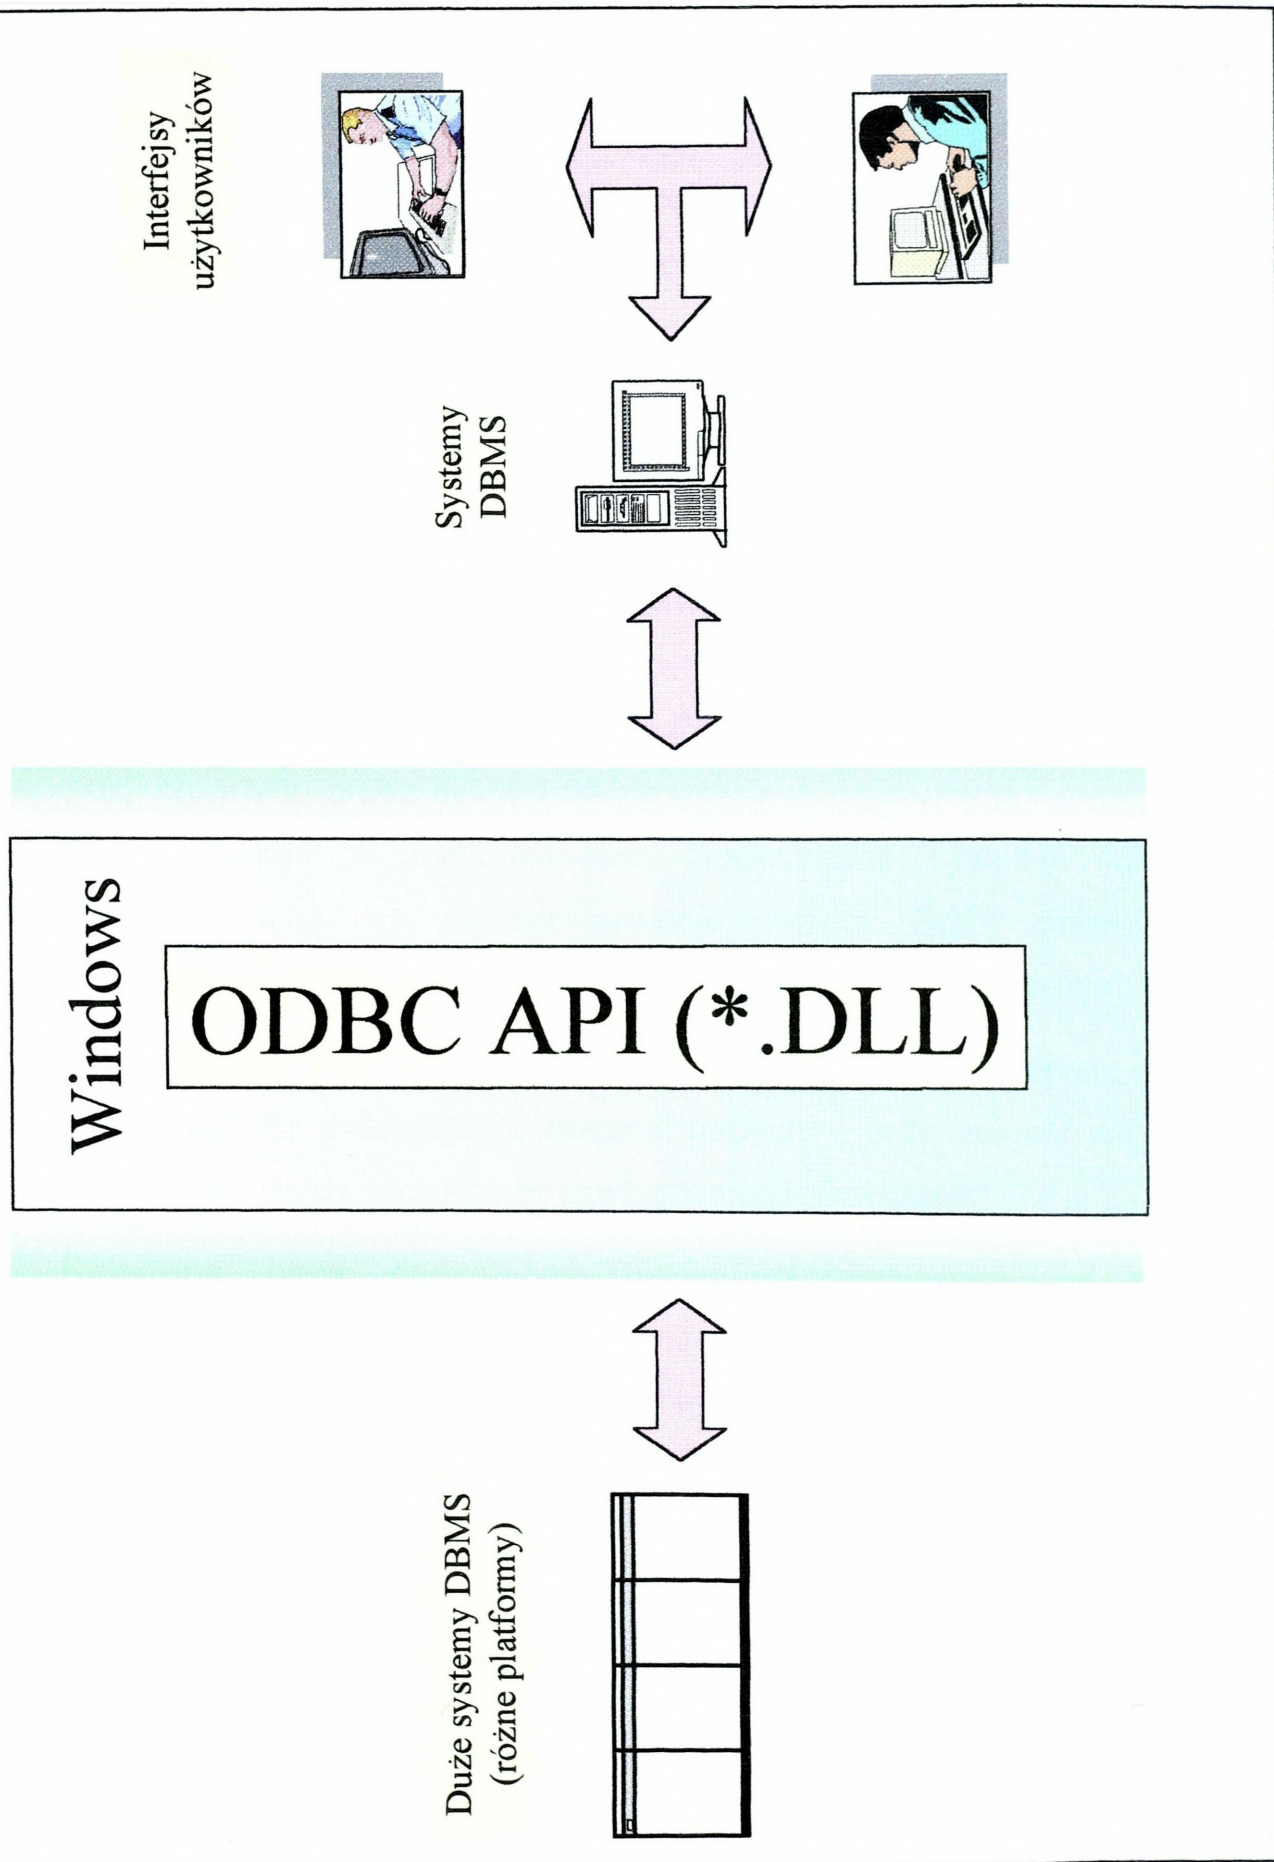 Duże systemy DBMS
(różne platformy)
Windows
ODBC API (*.DLL)
Systemy
DBMS
Interfejsy
użytkowników